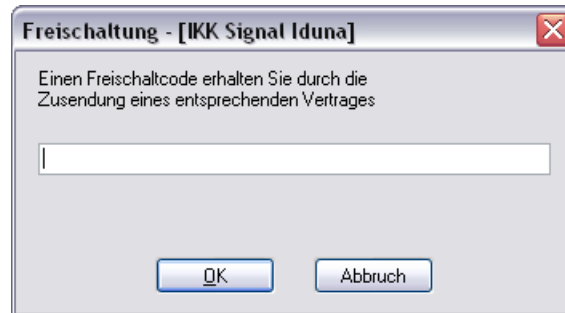 Freischaltung - [IKK Signal Iduna]
Einen Freischaltcode erhalten Sie durch die
Zusendung eines entsprechenden Vertrages
OK
Abbruch